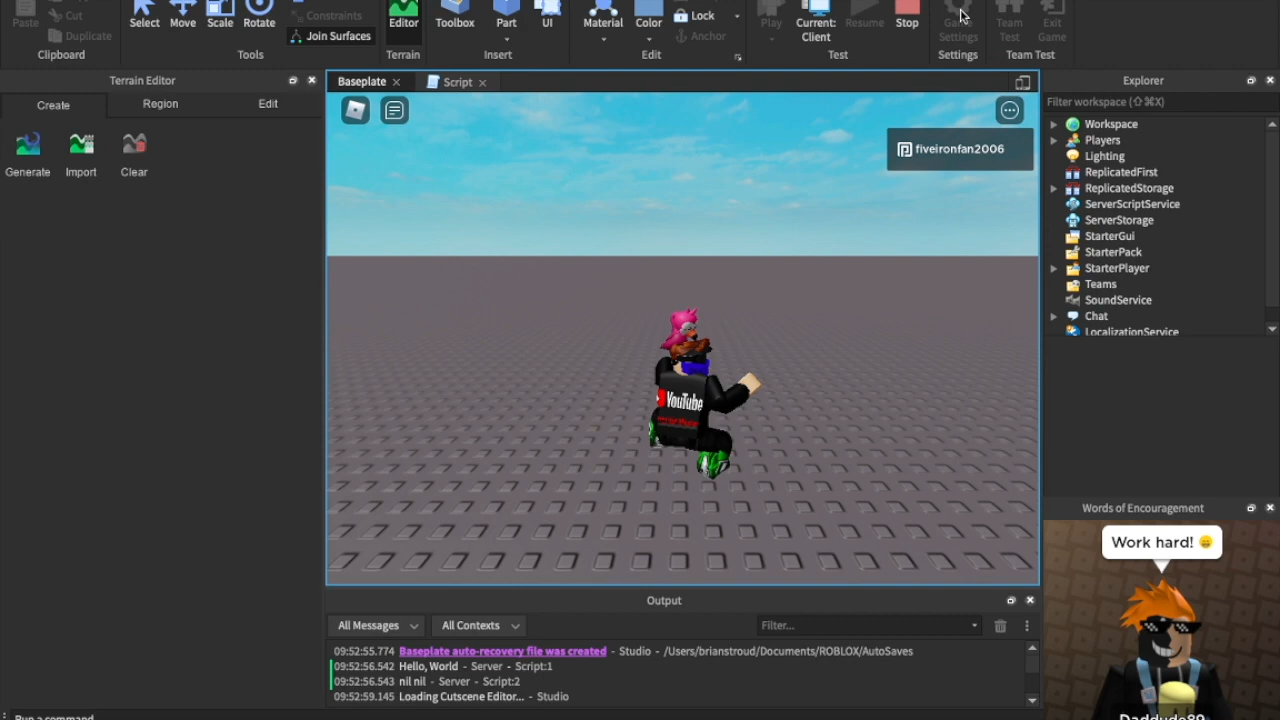 Paste
Cut
Duplicate
Clipboard
Select
Move
Scale
Rotate
Constraints
Join Surfaces
Tools
Editor
Terrain
Toolbox
Part
UI
Insert
Material
Color
Lock
Anchor
Edit
Play
Current:
Client
Resume
Stop
Test
Game
Settings
Settings
Team
Test
Exit
Game
Team Test
Terrain Editor
Create
Region
Edit
Generate
Import
Clear
Baseplate
Script
fiveironfan2006
YouTube
Explorer
Filter workspace (⇧⌘X)
Workspace
Players
Lighting
ReplicatedFirst
ReplicatedStorage
ServerScriptService
ServerStorage
StarterGui
StarterPack
StarterPlayer
Teams
SoundService
Chat
LocalizationService
Words of Encouragement
Work hard! 😀
Daddude89
Output
All Messages
All Contexts
Filter...
09:52:55.774 Baseplate auto-recovery file was created - Studio - /Users/brianstroud/Documents/ROBLOX/AutoSaves
09:52:56.542 Hello, World - Server - Script:1
09:52:56.543 nil nil - Server - Script:2
09:52:59.145 Loading Cutscene Editor... - Studio
Run a command